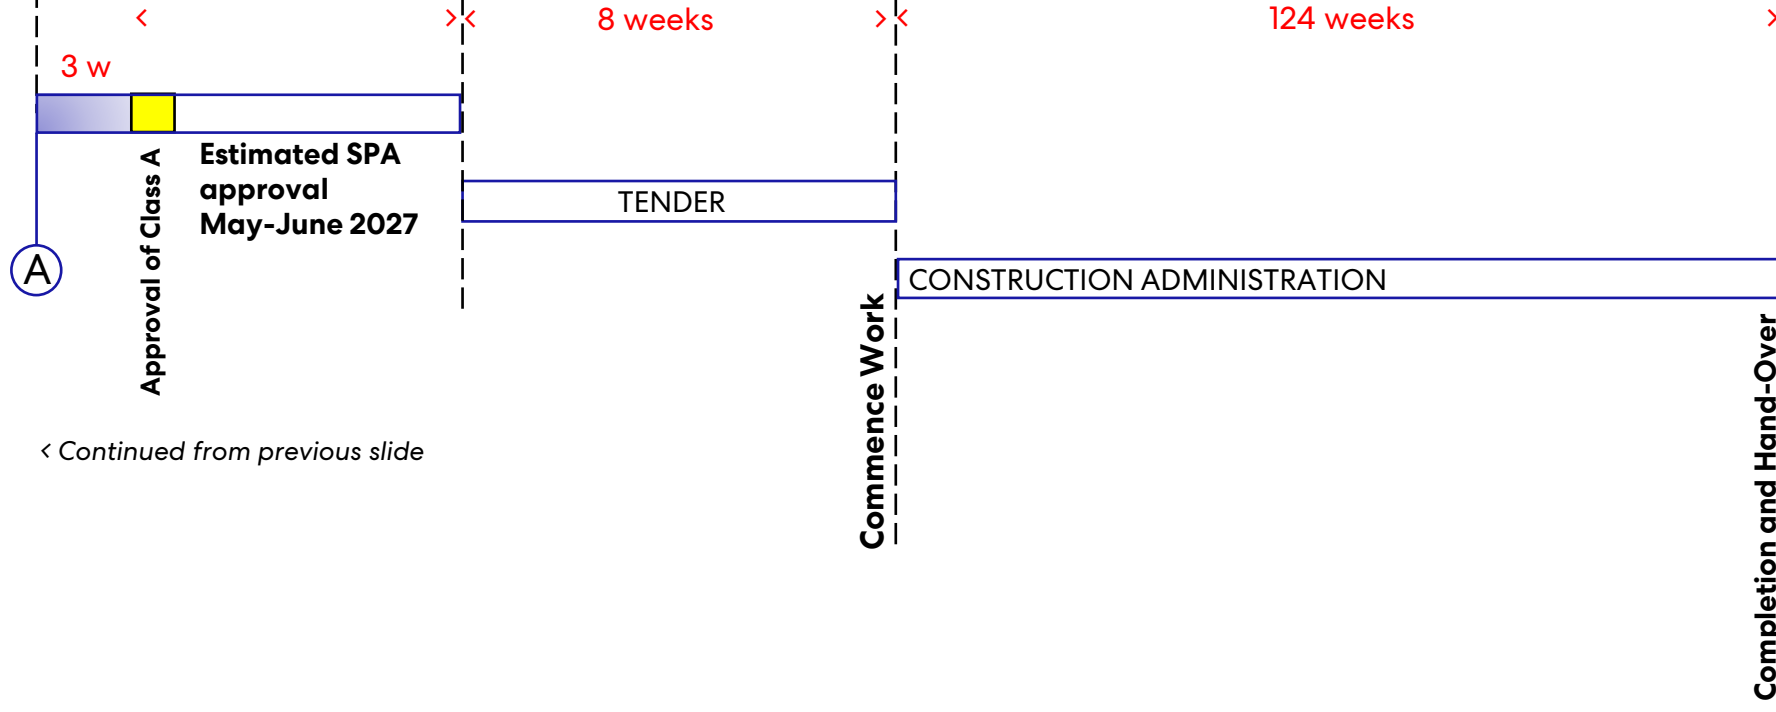 < >
< 8 weeks >
< 124 weeks >
3 w
Approval of Class A
Estimated SPA
approval
May-June 2027
TENDER
A
CONSTRUCTION ADMINISTRATION
Commence Work
Completion and Hand-Over
< Continued from previous slide